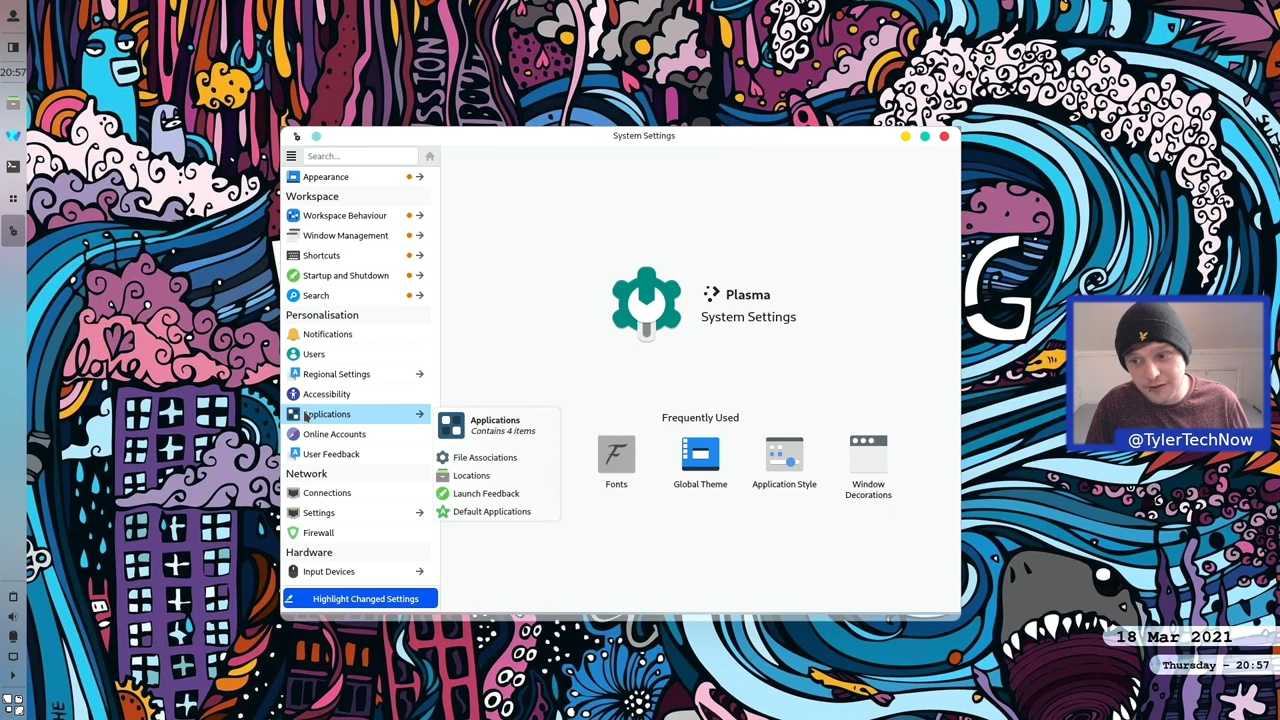 System Settings
20:57
Search...
Appearance
Workspace
Workspace Behaviour
Window Management
Shortcuts
Startup and Shutdown
Search
Personalisation
Notifications
Users
Regional Settings
Accessibility
Applications
Online Accounts
User Feedback
Network
Connections
Settings
Firewall
Hardware
Input Devices
Highlight Changed Settings
Applications
Contains 4 items
File Associations
Locations
Launch Feedback
Default Applications
Plasma
System Settings
Frequently Used
Fonts
Global Theme
Application Style
Window
Decorations
G
love
THE
@TylerTechNow
18 Mar 2021
Thursday - 20:57